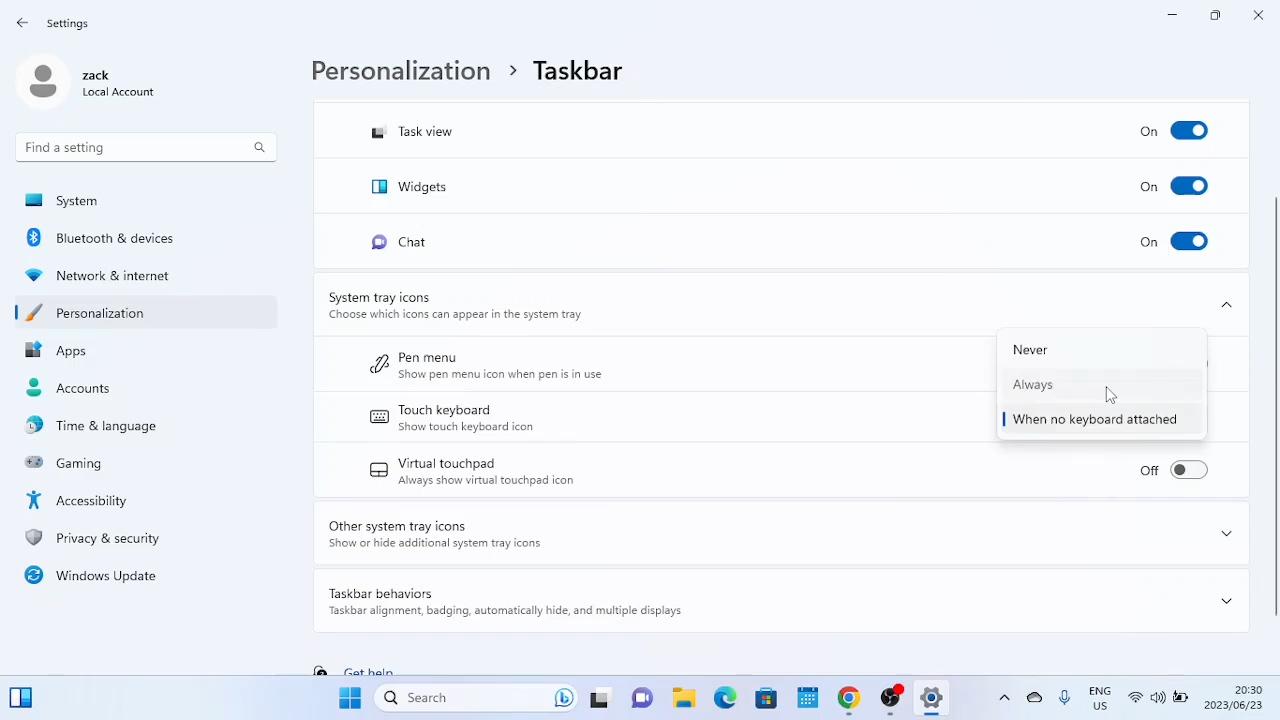 Settings
zack
Local Account
Find a setting
System
Bluetooth & devices
Network & internet
Personalization
Apps
Accounts
Time & language
Gaming
Accessibility
Privacy & security
Windows Update
Personalization > Taskbar
Task view
On
Widgets
On
Chat
On
System tray icons
Choose which icons can appear in the system tray
Pen menu
Show pen menu icon when pen is in use
Touch keyboard
Show touch keyboard icon
Never
Always
When no keyboard attached
Virtual touchpad
Always show virtual touchpad icon
Off
Other system tray icons
Show or hide additional system tray icons
Taskbar behaviors
Taskbar alignment, badging, automatically hide, and multiple displays
Get help
Search
ENG
US
20:30
2023/06/23